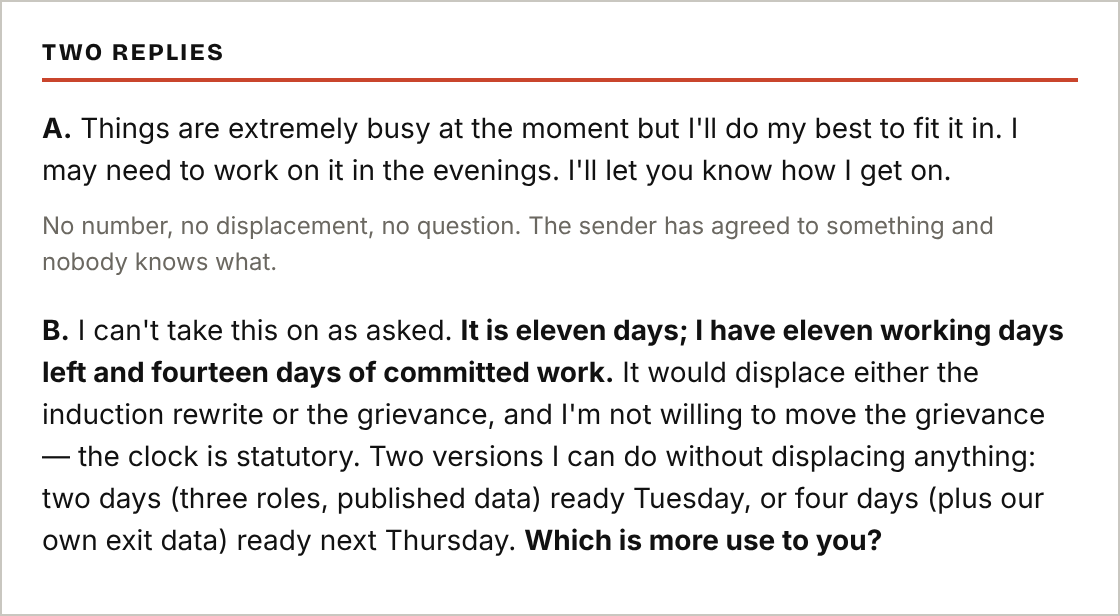 TWO REPLIES
A. Things are extremely busy at the moment but I'll do my best to fit it in. I
may need to work on it in the evenings. I'll let you know how I get on.
No number, no displacement, no question. The sender has agreed to something and
nobody knows what.
B. I can't take this on as asked. It is eleven days; I have eleven working days
left and fourteen days of committed work. It would displace either the
induction rewrite or the grievance, and I'm not willing to move the grievance
— the clock is statutory. Two versions I can do without displacing anything:
two days (three roles, published data) ready Tuesday, or four days (plus our
own exit data) ready next Thursday. Which is more use to you?